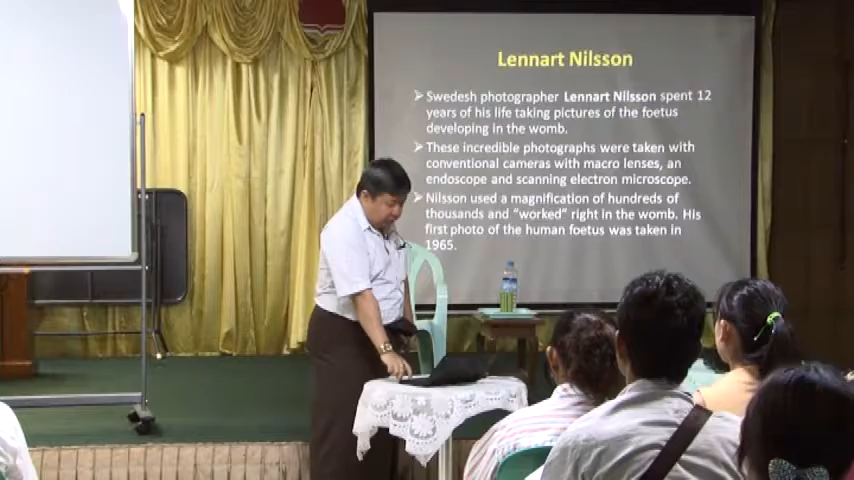 Lennart Nilsson
➢ Swedesh photographer Lennart Nilsson spent 12
years of his life taking pictures of the foetus
developing in the womb.
➢ These incredible photographs were taken with
conventional cameras with macro lenses, an
endoscope and scanning electron microscope.
➢ Nilsson used a magnification of hundreds of
thousands and "worked" right in the womb. His
first photo of the human foetus was taken in
1965.